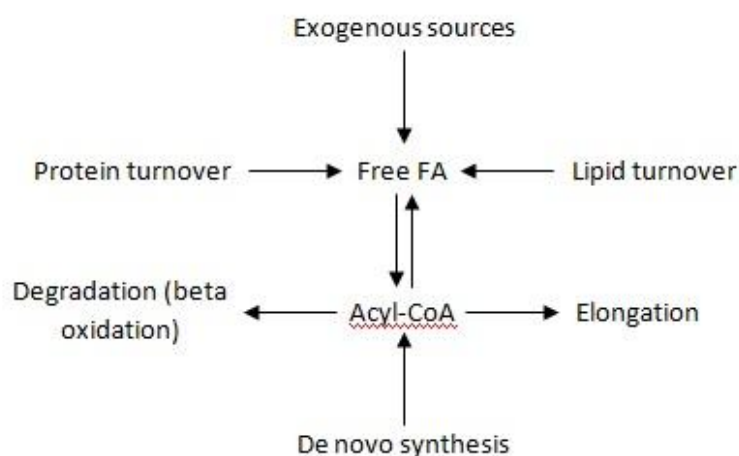 Exogenous sources
Protein turnover
Free FA
Lipid turnover
Degradation (beta
oxidation)
Acyl-CoA
Elongation
De novo synthesis